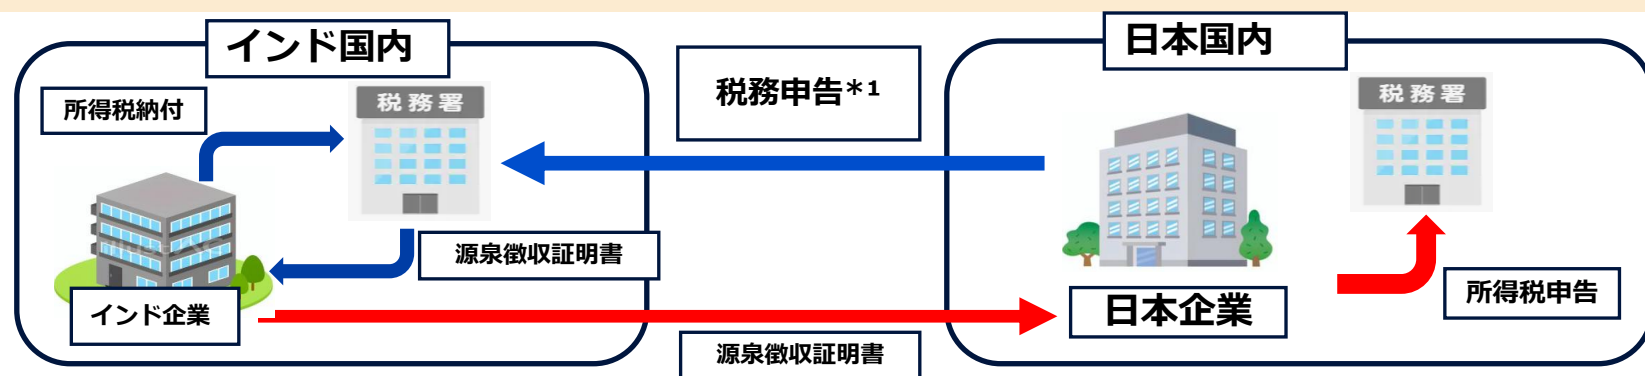 インド国内
日本国内
税務申告*1
所得税納付
税務署
税務署
源泉徴収証明書
所得税申告
インド企業
日本企業
源泉徴収証明書